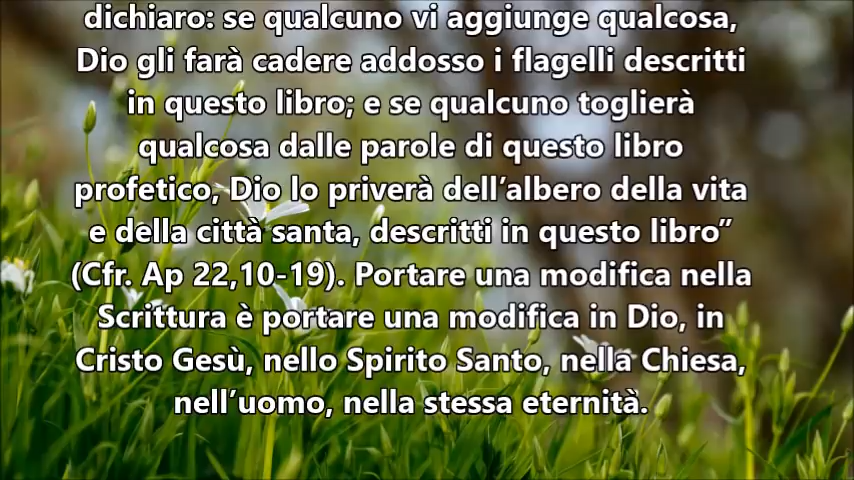 dichiaro: se qualcuno vi aggiunge qualcosa,
Dio gli farà cadere addosso i flagelli descritti
in questo libro; e se qualcuno toglierà
qualcosa dalle parole di questo libro
profetico, Dio lo priverà dell’albero della vita
e della città santa, descritti in questo libro”
(Cfr. Ap 22,10-19). Portare una modifica nella
Scrittura è portare una modifica in Dio, in
Cristo Gesù, nello Spirito Santo, nella Chiesa,
nell’uomo, nella stessa eternità.